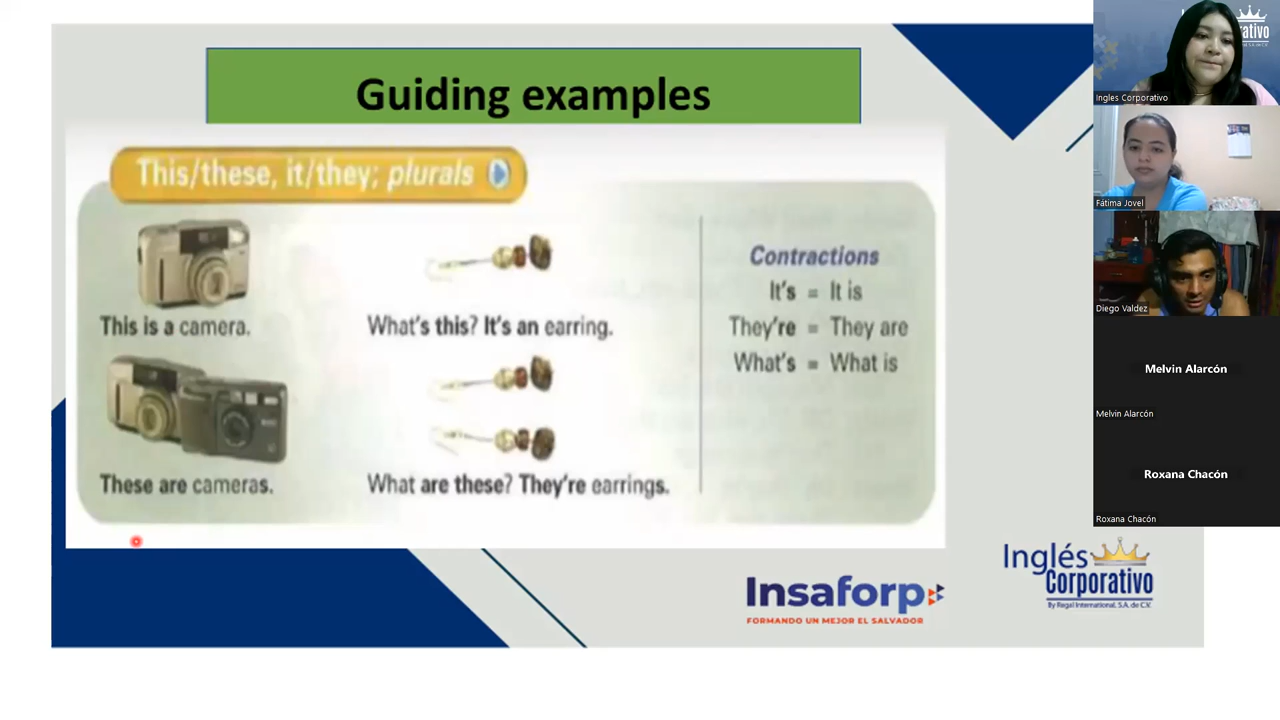 Guiding examples
This/these, it/they; plurals
This is a camera.
What's this? It's an earring.
These are cameras.
What are these? They're earrings.
Contractions
It's = It is
They're = They are
What's = What is
Insaforp
FORMANDO UN MEJOR EL SALVADOR
Inglés
Corporativo
By Regal International, S.A. de C.V.
Ingles Corporativo
Fátima Jovel
Diego Valdez
Melvin Alarcón
Melvin Alarcón
Roxana Chacón
Roxana Chacón